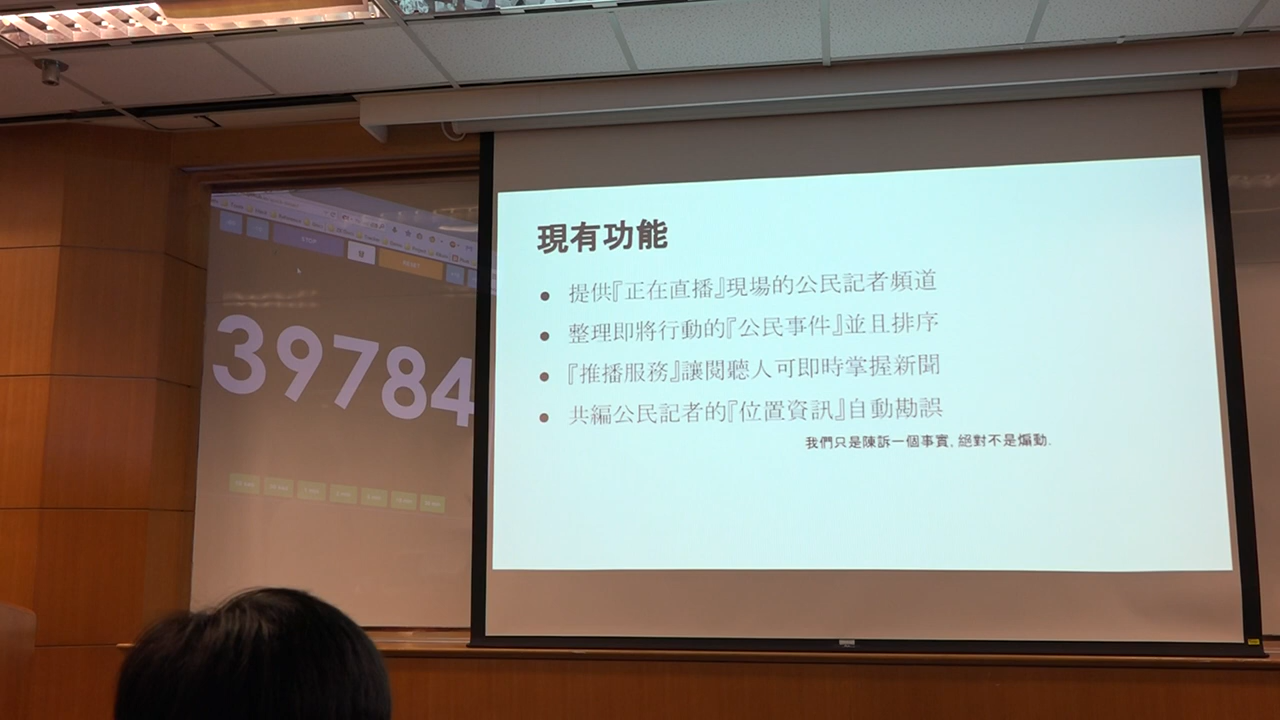 STOP
39784
現有功能
● 提供『正在直播』現場的公民記者頻道
● 整理即將行動的『公民事件』並且排序
● 『推播服務』讓閱聽人可即時掌握新聞
● 共編公民記者的『位置資訊』自動勘誤
我們只是陳訴一個事實, 絕對不是煽動.